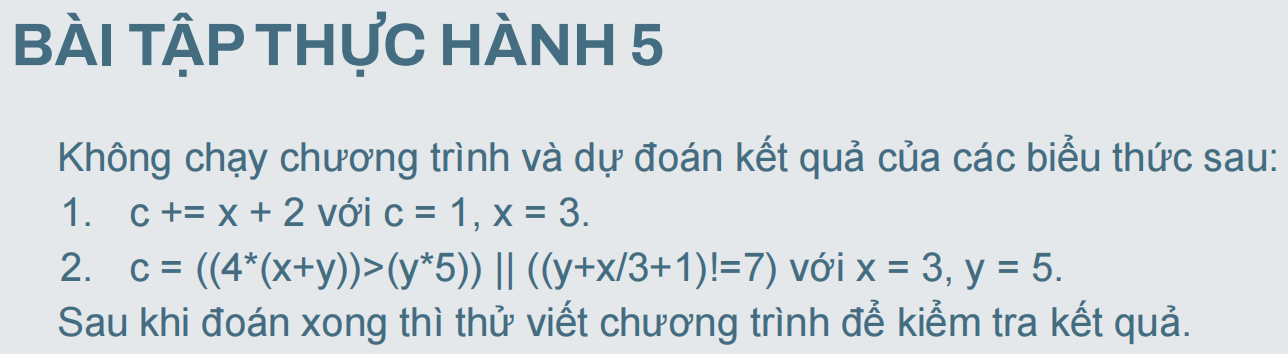 BÀI TẬP THỰC HÀNH 5
Không chạy chương trình và dự đoán kết quả của các biểu thức sau:
1. c += x + 2 với c = 1, x = 3.
2. c = ((4*(x+y))>(y*5)) || ((y+x/3+1)!=7) với x = 3, y = 5.
Sau khi đoán xong thì thử viết chương trình để kiểm tra kết quả.